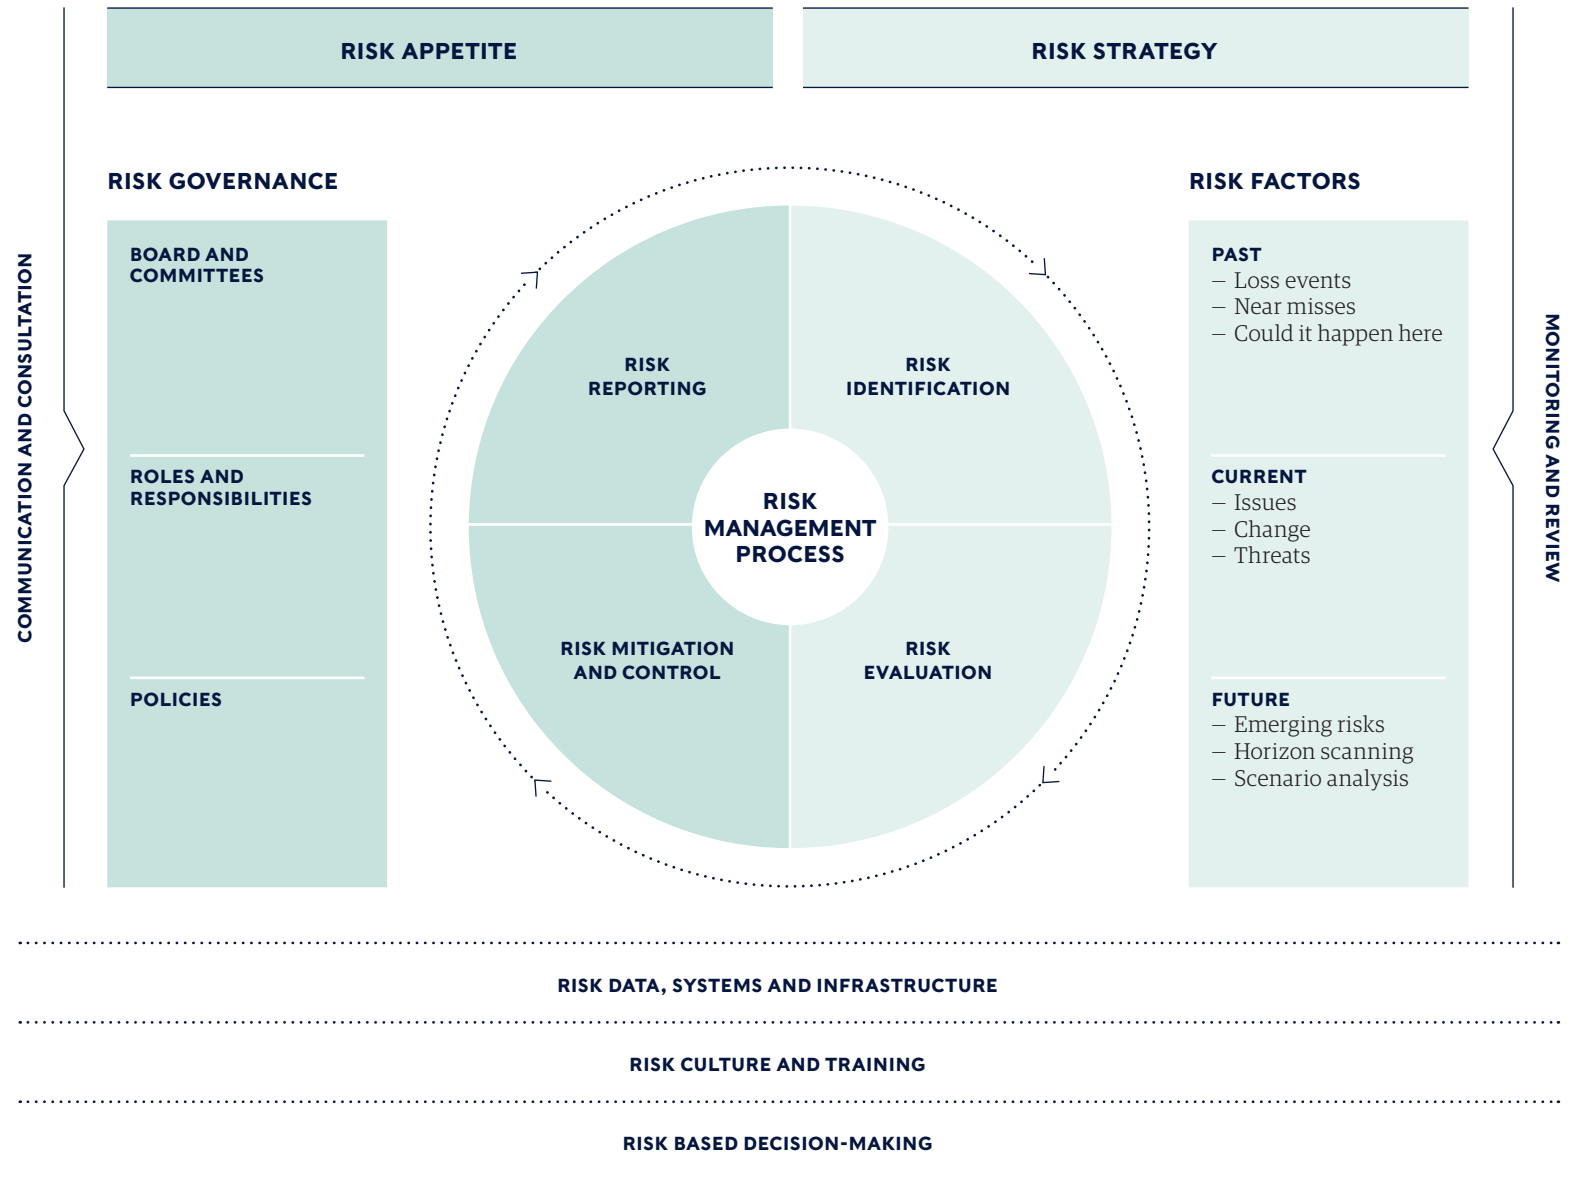 RISK APPETITE
RISK STRATEGY
COMMUNICATION AND CONSULTATION
RISK GOVERNANCE
BOARD AND
COMMITTEES
ROLES AND
RESPONSIBILITIES
POLICIES
RISK
REPORTING
RISK
IDENTIFICATION
RISK
MANAGEMENT
PROCESS
RISK MITIGATION
AND CONTROL
RISK
EVALUATION
RISK FACTORS
PAST
– Loss events
– Near misses
– Could it happen here
CURRENT
– Issues
– Change
– Threats
FUTURE
– Emerging risks
– Horizon scanning
– Scenario analysis
MONITORING AND REVIEW
RISK DATA, SYSTEMS AND INFRASTRUCTURE
RISK CULTURE AND TRAINING
RISK BASED DECISION-MAKING